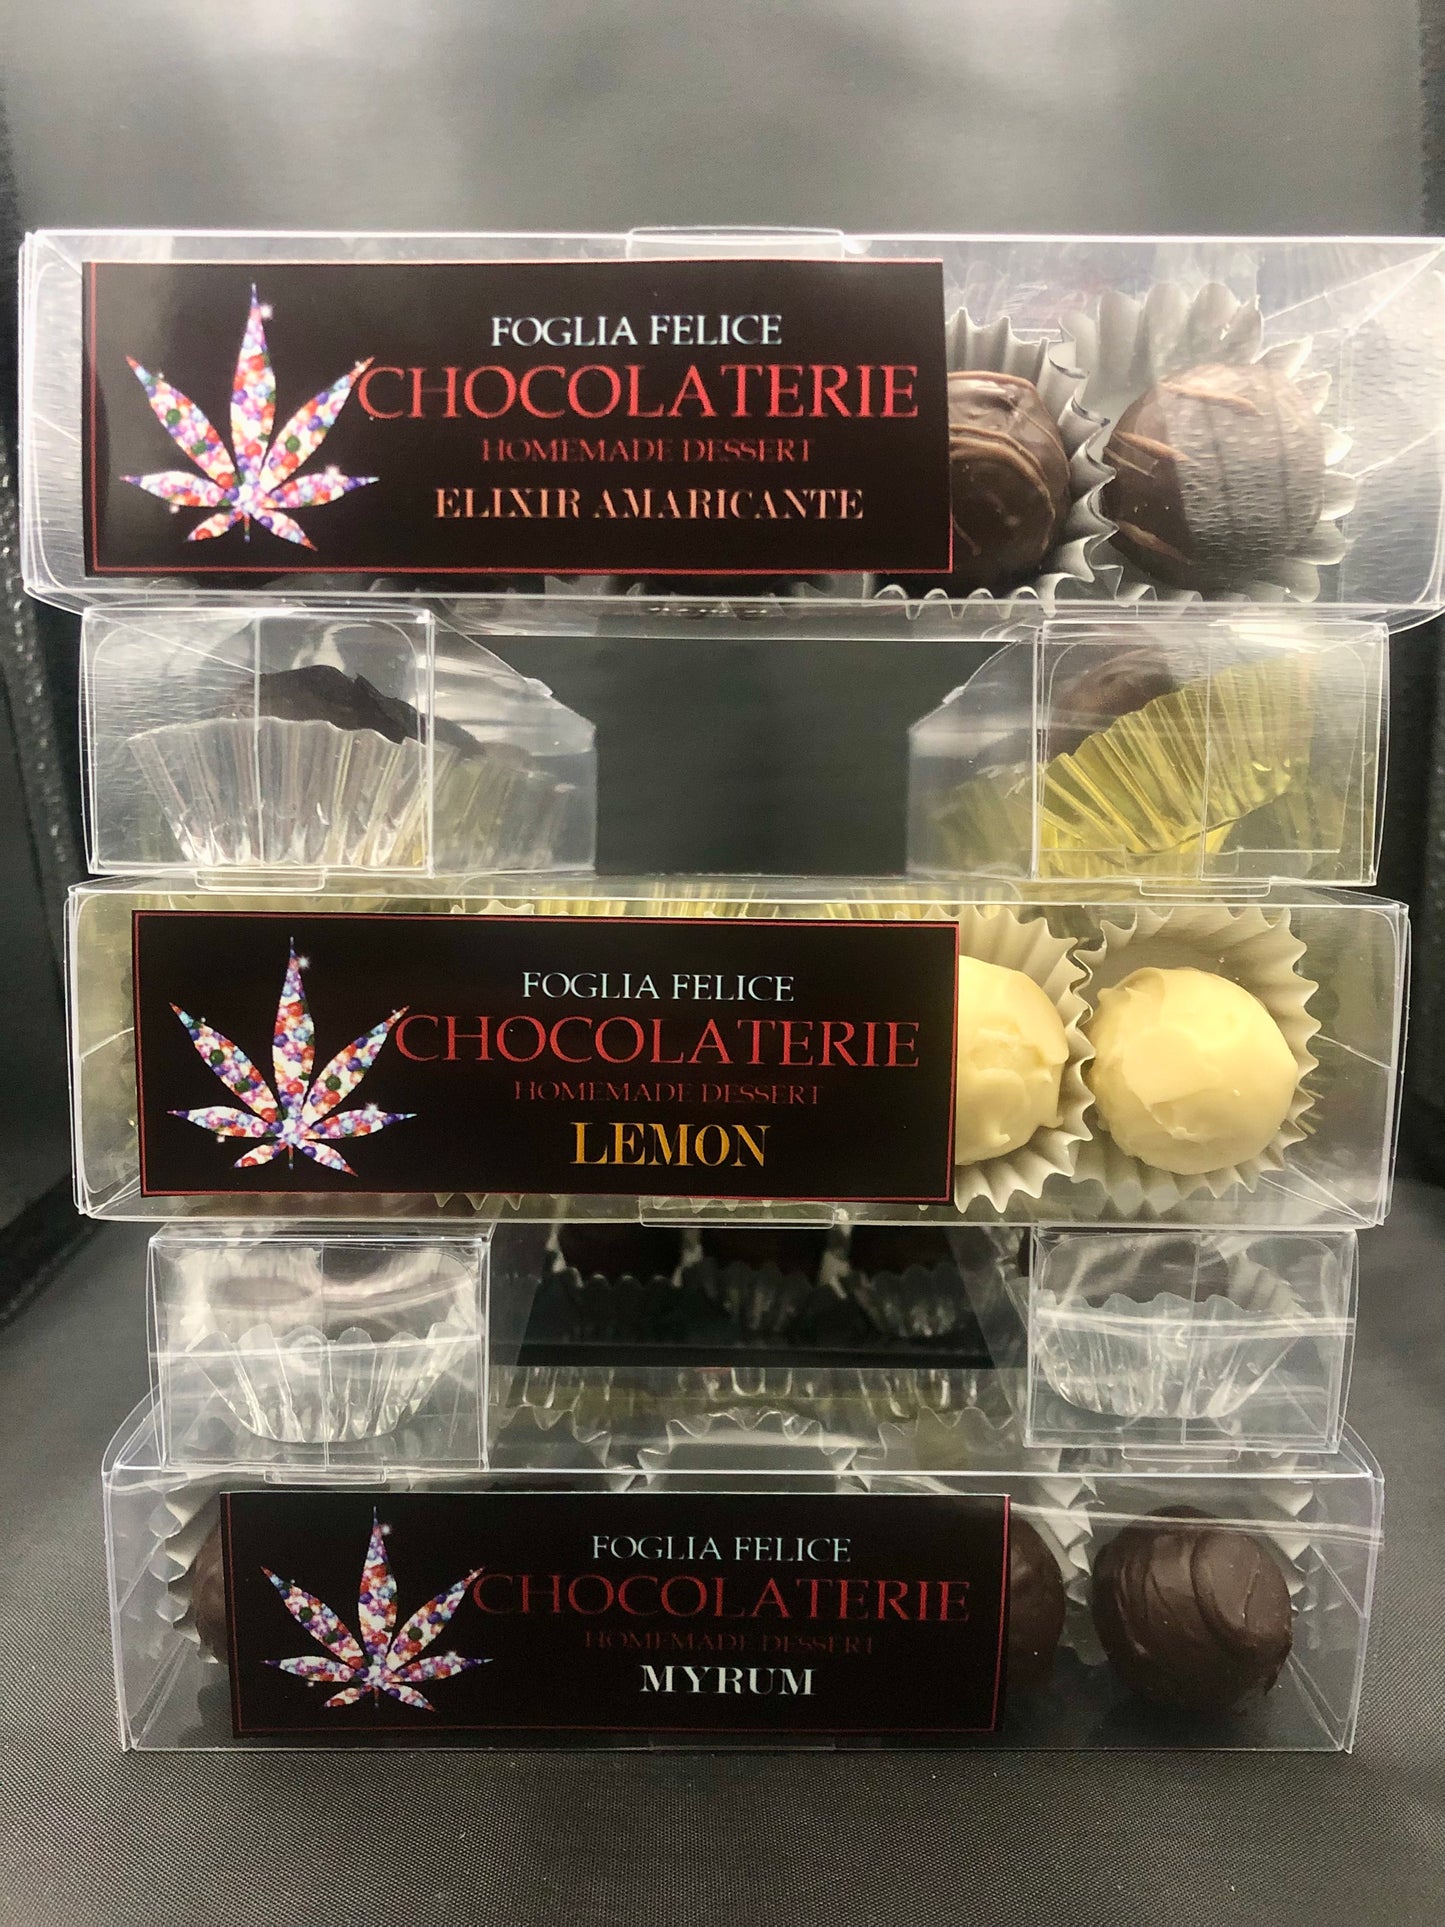 FOGLIA FELICE
CHOCOLATERIE
HOMEMADE DESSERT
ELIXIR AMARICANTE
FOGLIA FELICE
CHOCOLATERIE
HOMEMADE DESSERT
LEMON
FOGLIA FELICE
CHOCOLATERIE
HOMEMADE DESSERT
MYRUM